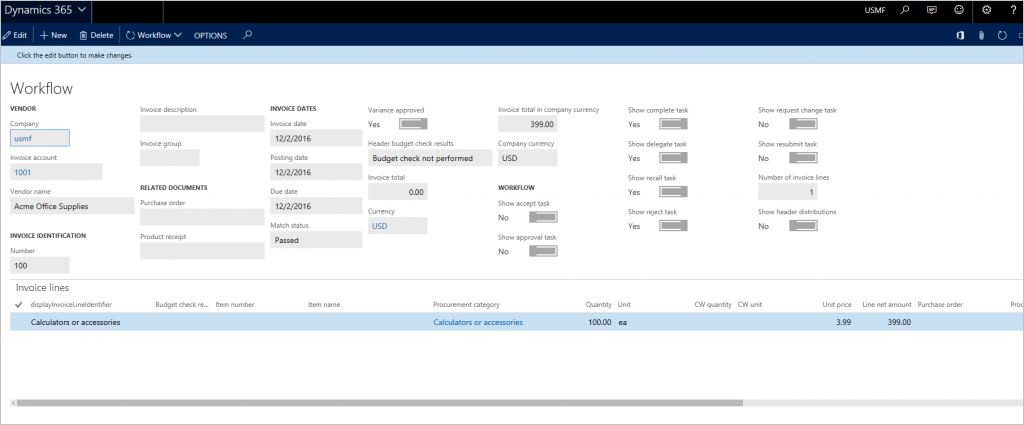 Dynamics 365
USMF
?
Edit
New
Delete
Workflow
OPTIONS
Click the edit button to make changes.
Workflow
VENDOR
Company
usmf
Invoice account
1001
Vendor name
Acme Office Supplies
INVOICE IDENTIFICATION
Number
100
Invoice description
Invoice group
RELATED DOCUMENTS
Purchase order
Product receipt
INVOICE DATES
Invoice date
12/2/2016
Posting date
12/2/2016
Due date
12/2/2016
Match status
Passed
Variance approved
Yes
Header budget check results
Budget check not performed
Invoice total
0.00
Currency
USD
Invoice total in company currency
399.00
Company currency
USD
WORKFLOW
Show accept task
No
Show approval task
No
Show complete task
Yes
Show delegate task
Yes
Show recall task
Yes
Show reject task
Yes
Show request change task
No
Show resubmit task
No
Number of invoice lines
1
Show header distributions
No
Invoice lines
displayInvoiceLineIdentifier Budget check re... Item number Item name Procurement category Quantity Unit CW quantity CW unit Unit price Line net amount Purchase order Proc
Calculators or accessories Calculators or accessories 100.00 ea 3.99 399.00